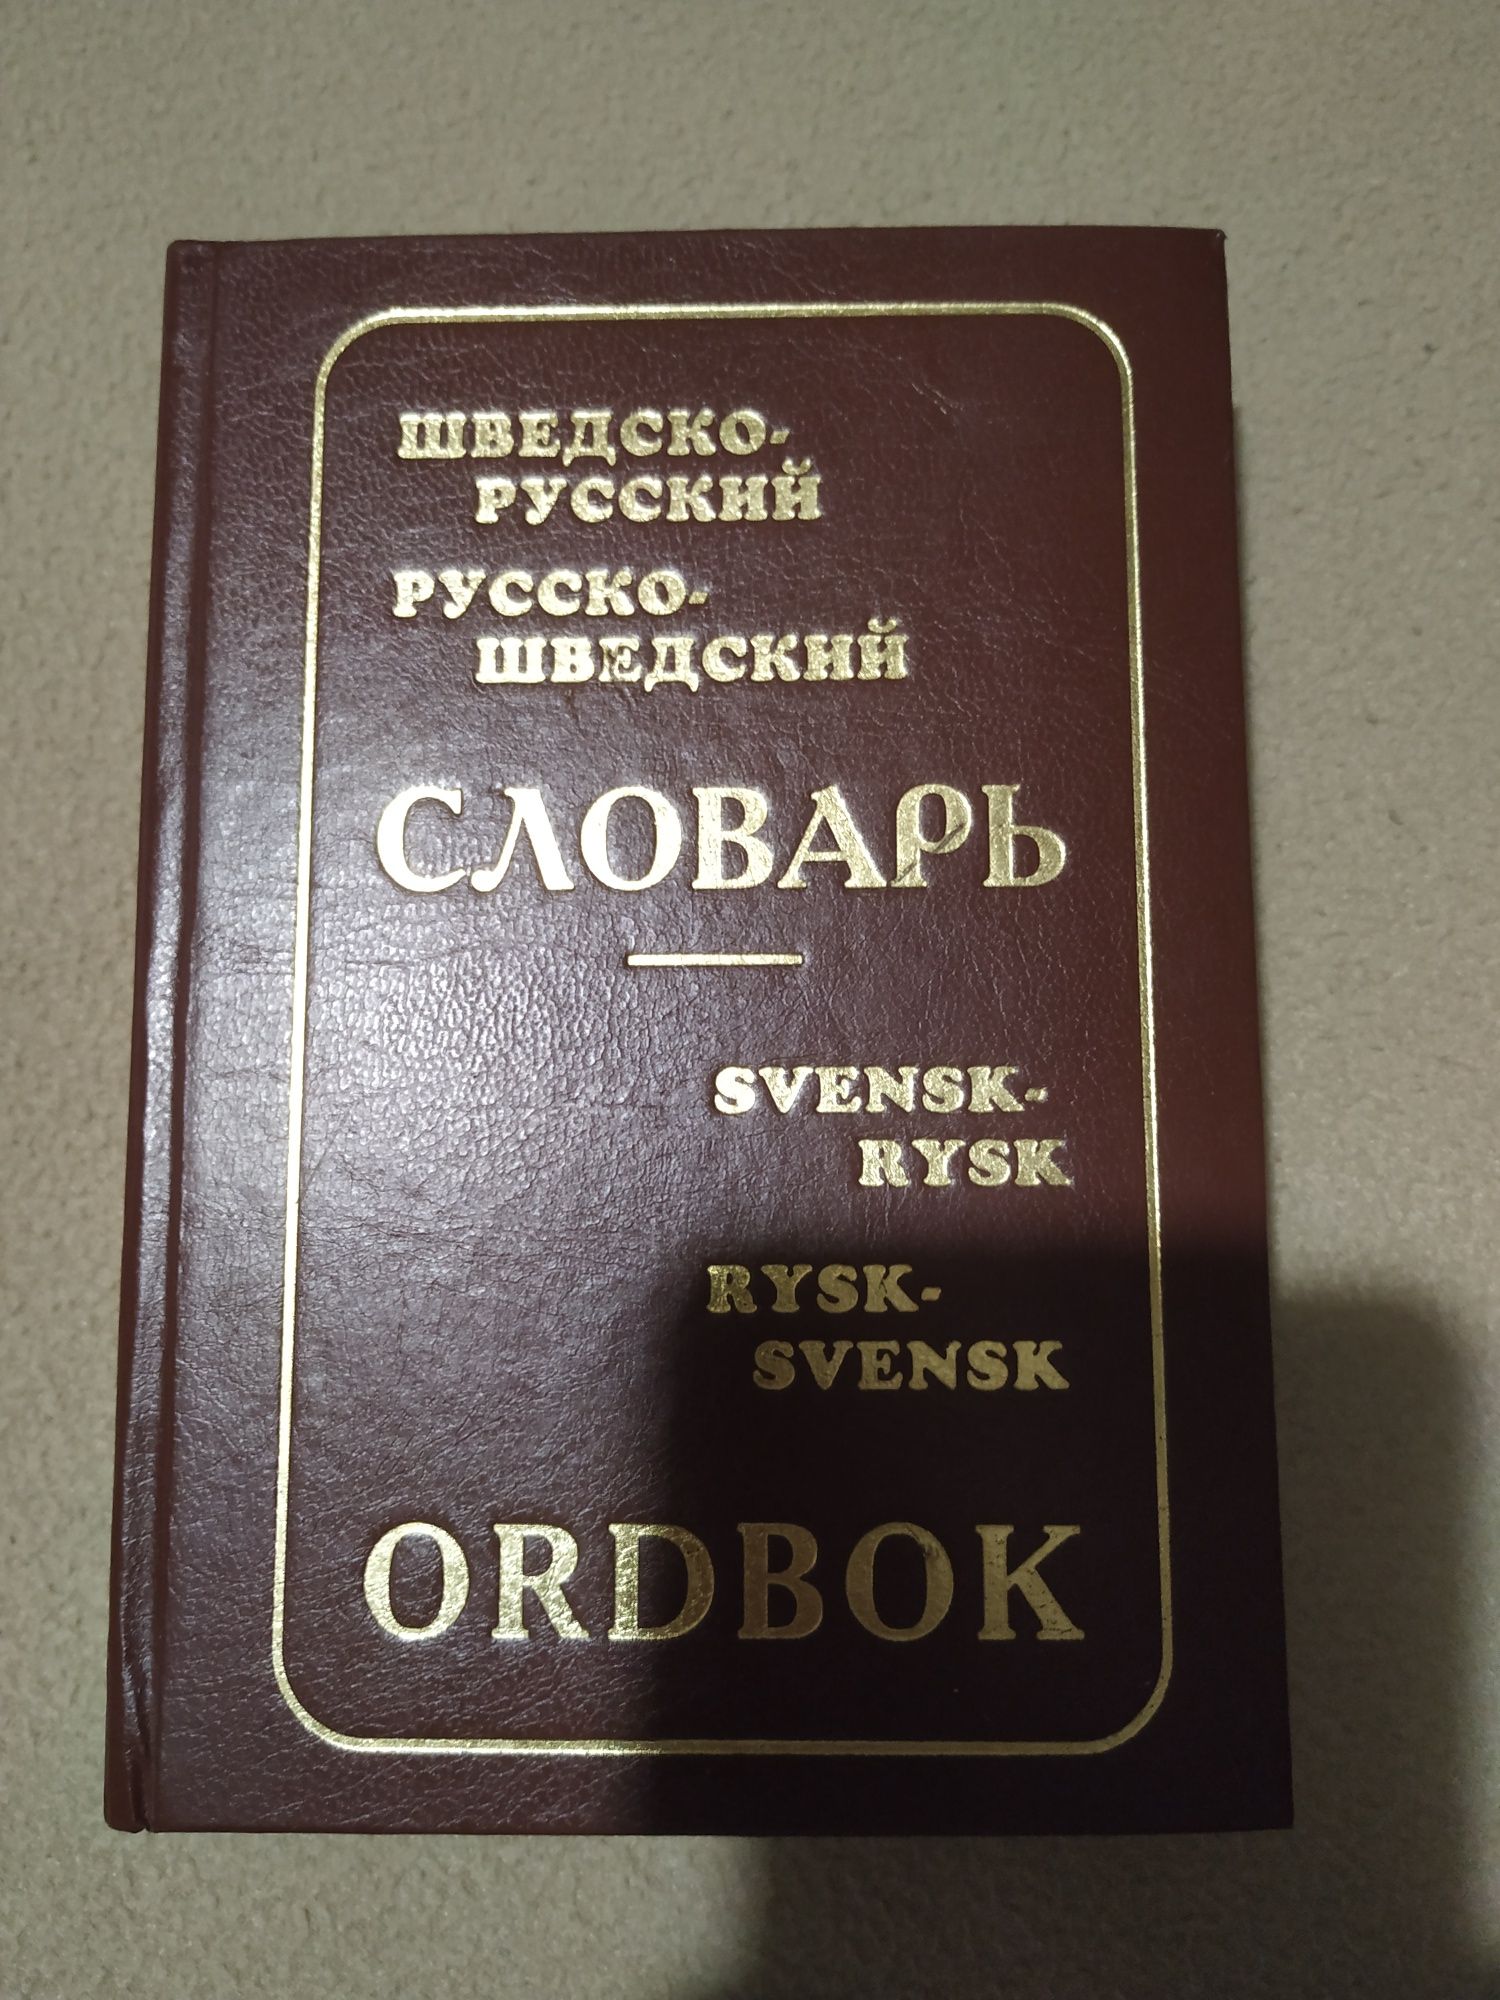 ШВЕДСКО-
РУССКИЙ
РУССКО-
ШВЕДСКИЙ
СЛОВАРЬ
SVENSK-
RYSK
RYSK-
SVENSK
ORDBOK